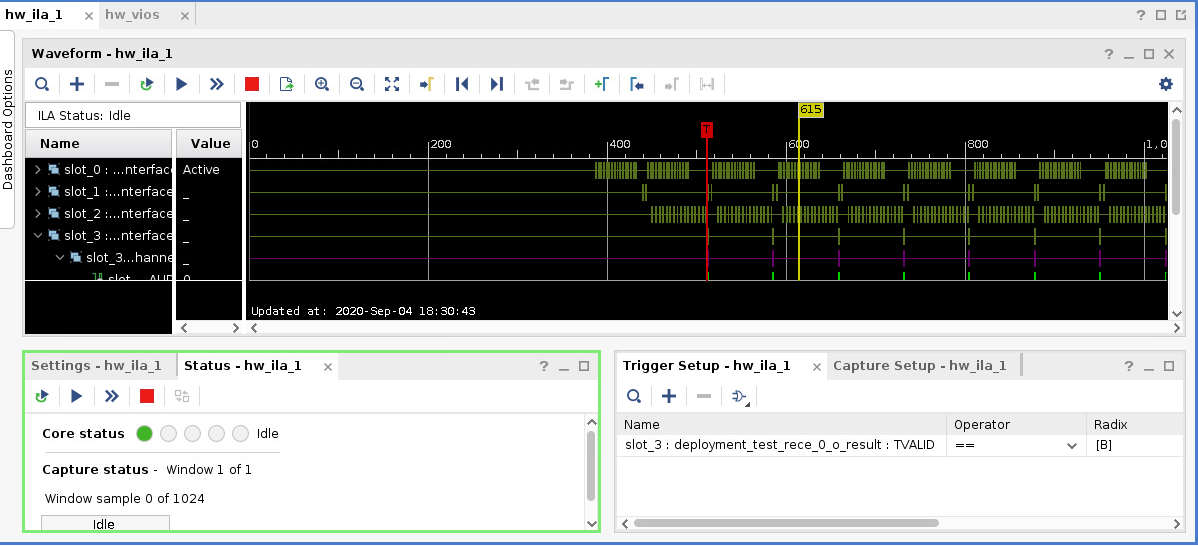 hw_ila_1 × hw_vios ×
? 
Dashboard Options
Waveform - hw_ila_1
?
ILA Status: Idle
615
T
Name Value
0 200 400 600 800 1,0
slot_0 : ...nterface Active
slot_1 : ...nterface _
slot_2 : ...nterface _
slot_3 :...nterface _
slot_3...hanne _
Updated at: 2020-Sep-04 18:30:43
Settings - hw_ila_1 Status - hw_ila_1 × ?
Core status Idle
Capture status - Window 1 of 1
Window sample 0 of 1024
Idle
Trigger Setup - hw_ila_1 × Capture Setup - hw_ila_1 ?
Name Operator Radix
slot_3 : deployment_test_rece_0_o_result : TVALID == [B]